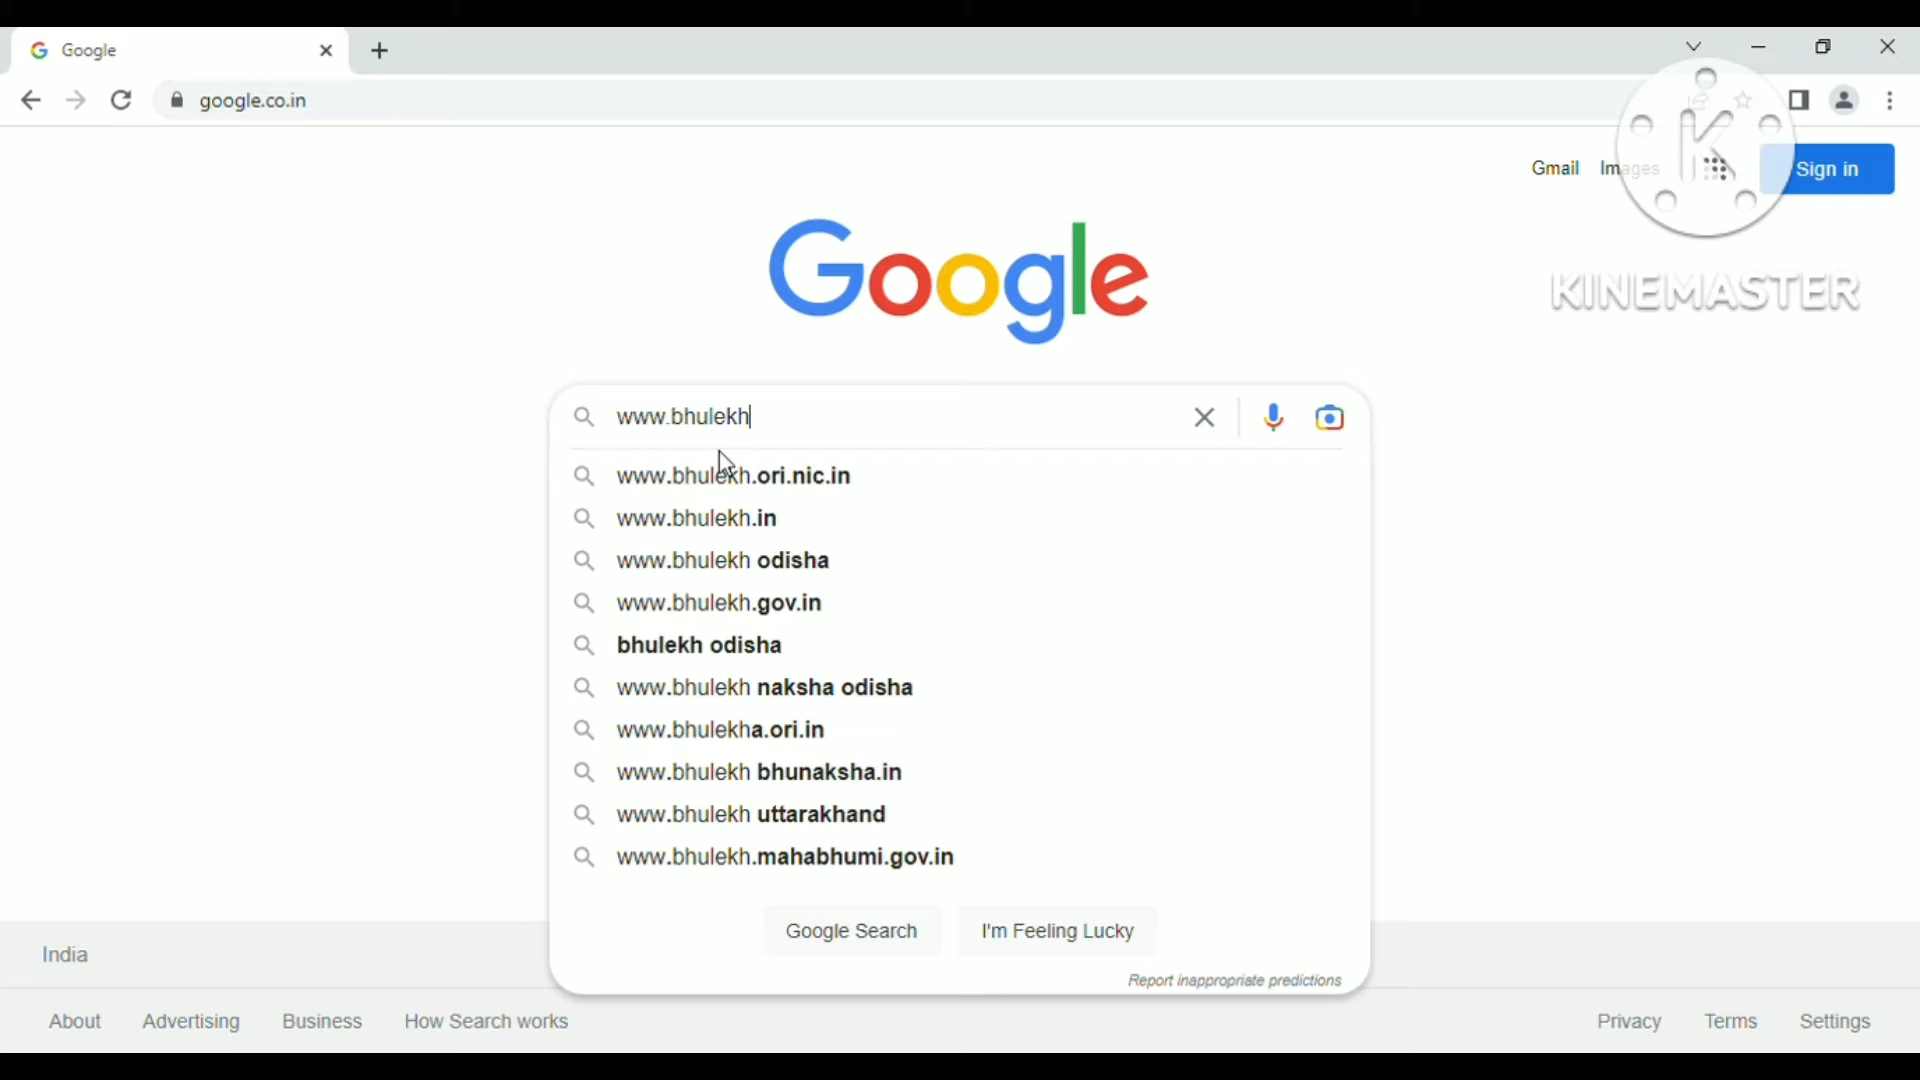 Google
google.co.in
Gmail Images Sign in
Google
KINEMASTER
www.bhulekh
www.bhulekh.ori.nic.in
www.bhulekh.in
www.bhulekh odisha
www.bhulekh.gov.in
bhulekh odisha
www.bhulekh naksha odisha
www.bhulekha.ori.in
www.bhulekh bhunaksha.in
www.bhulekh uttarakhand
www.bhulekh.mahabhumi.gov.in
Google Search I'm Feeling Lucky
Report inappropriate predictions
India
About Advertising Business How Search works Privacy Terms Settings